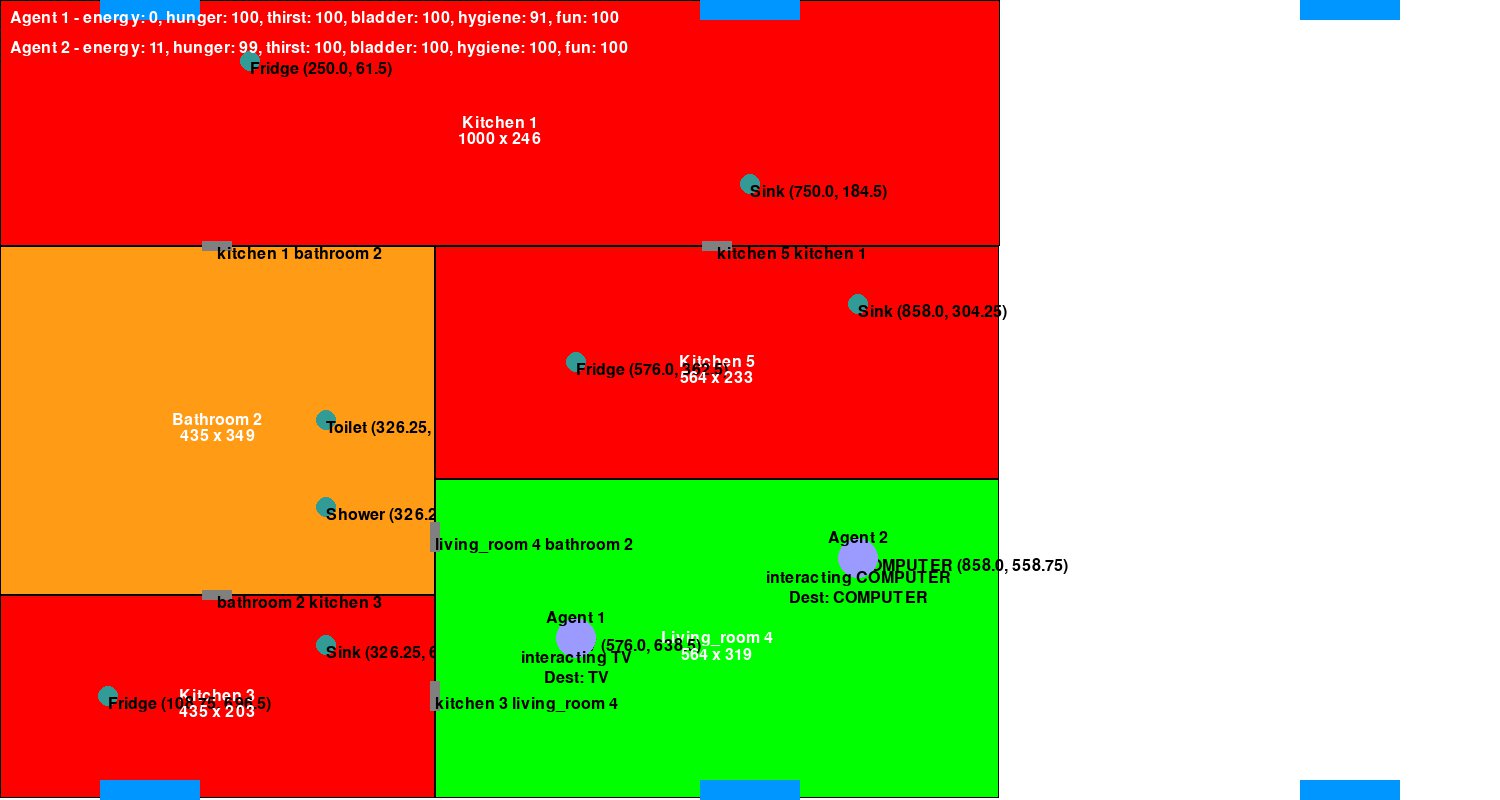 Agent 1 - energy: 0, hunger: 100, thirst: 100, bladder: 100, hygiene: 91, fun: 100
Agent 2 - energy: 11, hunger: 99, thirst: 100, bladder: 100, hygiene: 100, fun: 100
Fridge (250.0, 61.5)
Kitchen 1
1000 x 246
Sink (750.0, 184.5)
kitchen 1 bathroom 2
kitchen 5 kitchen 1
Sink (858.0, 304.25)
Kitchen 5
Fridge (576.0,
564 x 233
Bathroom 2
Toilet (326.25,
435 x 349
Shower (326.2
living_room 4 bathroom 2
Agent 2
OMPUTER (858.0, 558.75)
interacting COMPUTER
Dest: COMPUTER
bathroom 2 kitchen 3
Agent 1
Living_room 4
(576.0, 638.5)
564 x 319
interacting TV
Dest: TV
Sink (326.25, 6
Kitchen 3
Fridge
435 x 203
kitchen 3 living_room 4